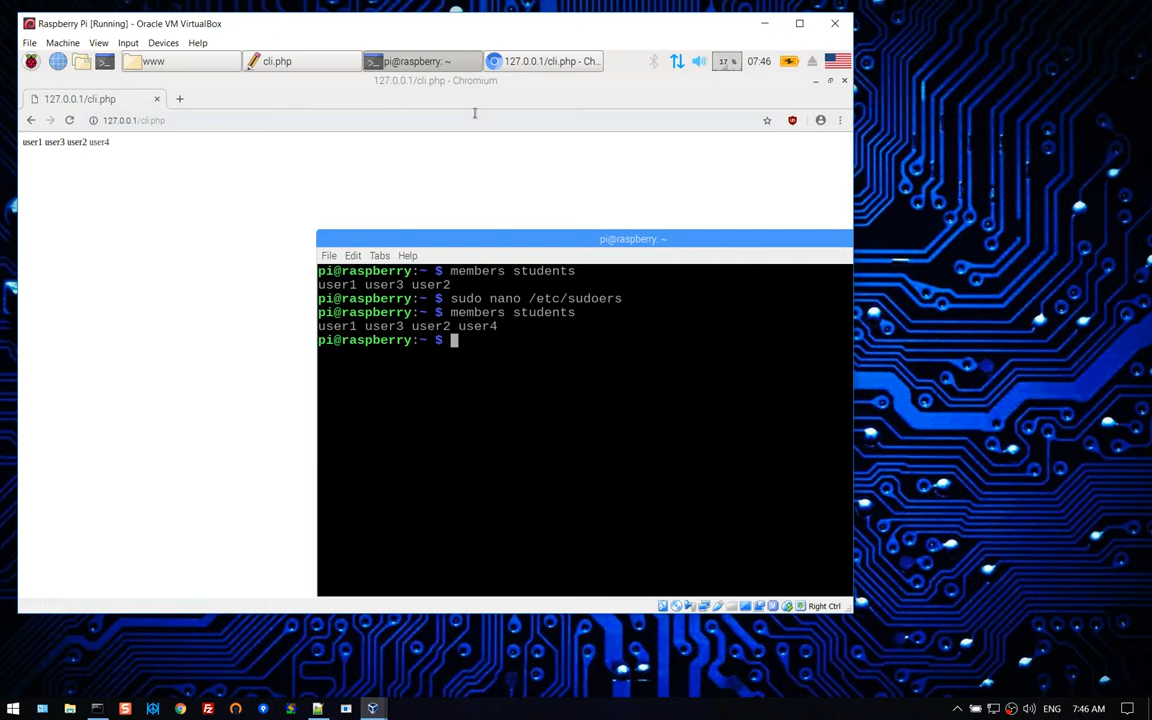 Raspberry Pi [Running] - Oracle VM VirtualBox
File Machine View Input Devices Help
www cli.php pi@raspberry: ~ 127.0.0.1/cli.php - Ch... 17 % 07:46
127.0.0.1/cli.php - Chromium
127.0.0.1/cli.php
127.0.0.1/cli.php
user1 user3 user2 user4
pi@raspberry: ~
File Edit Tabs Help
pi@raspberry:~ $ members students
user1 user3 user2
pi@raspberry:~ $ sudo nano /etc/sudoers
pi@raspberry:~ $ members students
user1 user3 user2 user4
pi@raspberry:~ $
Right Ctrl
ENG 7:46 AM